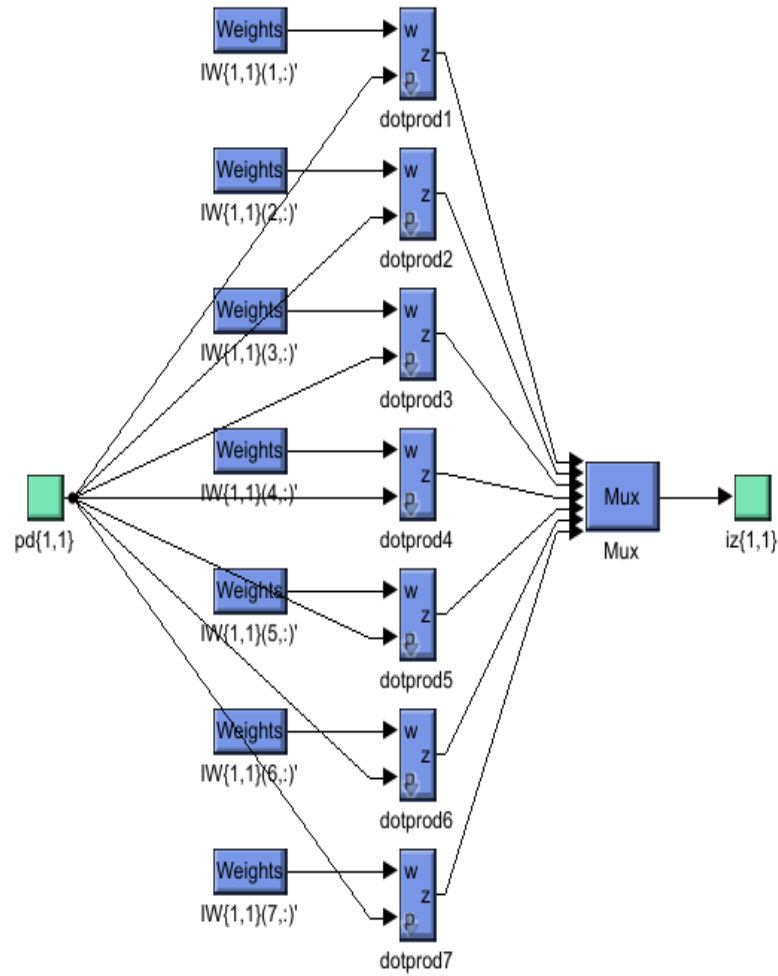 Weights
w
z
p
IW{1,1}(1,:)'
dotprod1
Weights
w
z
p
IW{1,1}(2,:)'
dotprod2
Weights
w
z
p
IW{1,1}(3,:)'
dotprod3
Weights
w
z
p
IW{1,1}(4,:)'
dotprod4
pd{1,1}
Mux
Mux
iz{1,1}
Weights
w
z
p
IW{1,1}(5,:)'
dotprod5
Weights
w
z
p
IW{1,1}(6,:)'
dotprod6
Weights
w
z
p
IW{1,1}(7,:)'
dotprod7